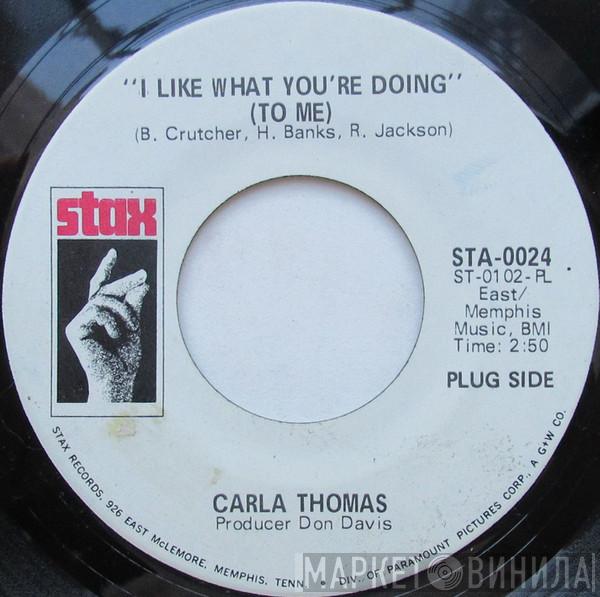 "I LIKE WHAT YOU'RE DOING"
(TO ME)
(B. Crutcher, H. Banks, R. Jackson)
stax
STA-0024
ST-0102-PL
East/
Memphis
Music, BMI
Time: 2:50
PLUG SIDE
CARLA THOMAS
Producer Don Davis
STAX RECORDS, 926 EAST McLEMORE, MEMPHIS, TENN. • DIV. OF PARAMOUNT PICTURES CORP., A G+W CO.
МАРКЕТ ВИНИЛА